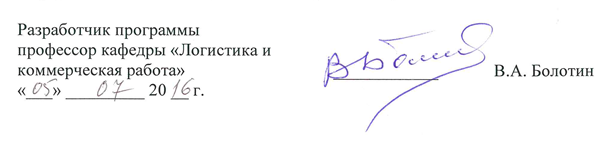 Разработчик программы
профессор кафедры «Логистика и
коммерческая работа»
«05» 07 2016 г.
В.А. Болотин